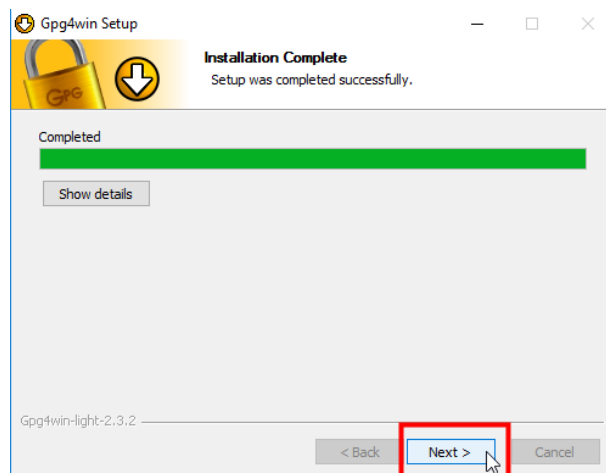 Gpg4win Setup
Installation Complete
Setup was completed successfully.
GPG
Completed
Show details
Gpg4win-light-2.3.2
< Back Next > Cancel